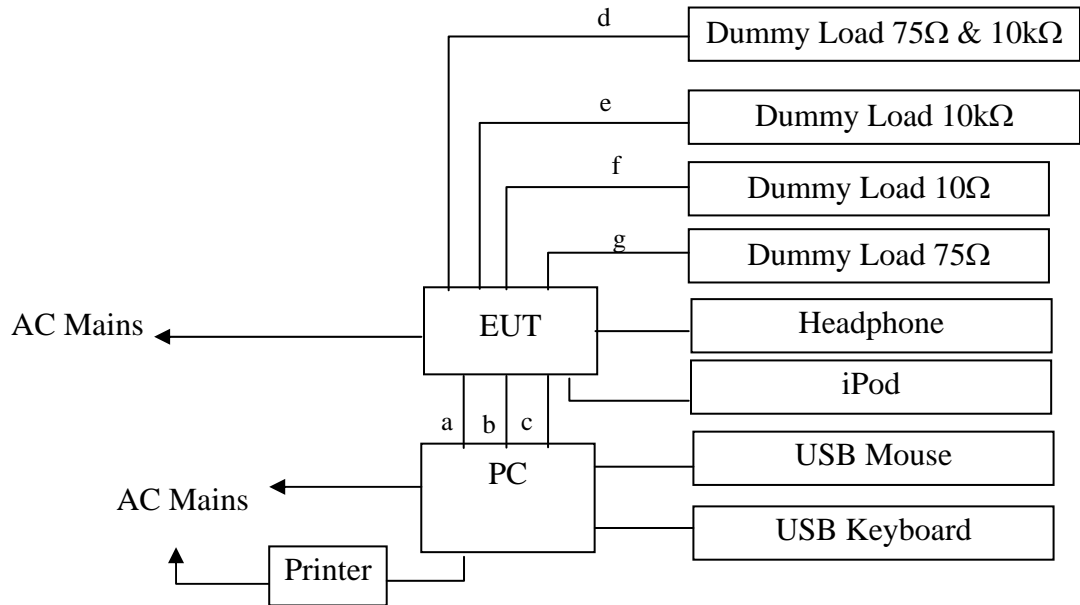 d
Dummy Load 75Ω & 10kΩ
e
Dummy Load 10kΩ
f
Dummy Load 10Ω
g
Dummy Load 75Ω
AC Mains
EUT
Headphone
iPod
a
b
c
PC
USB Mouse
AC Mains
USB Keyboard
Printer